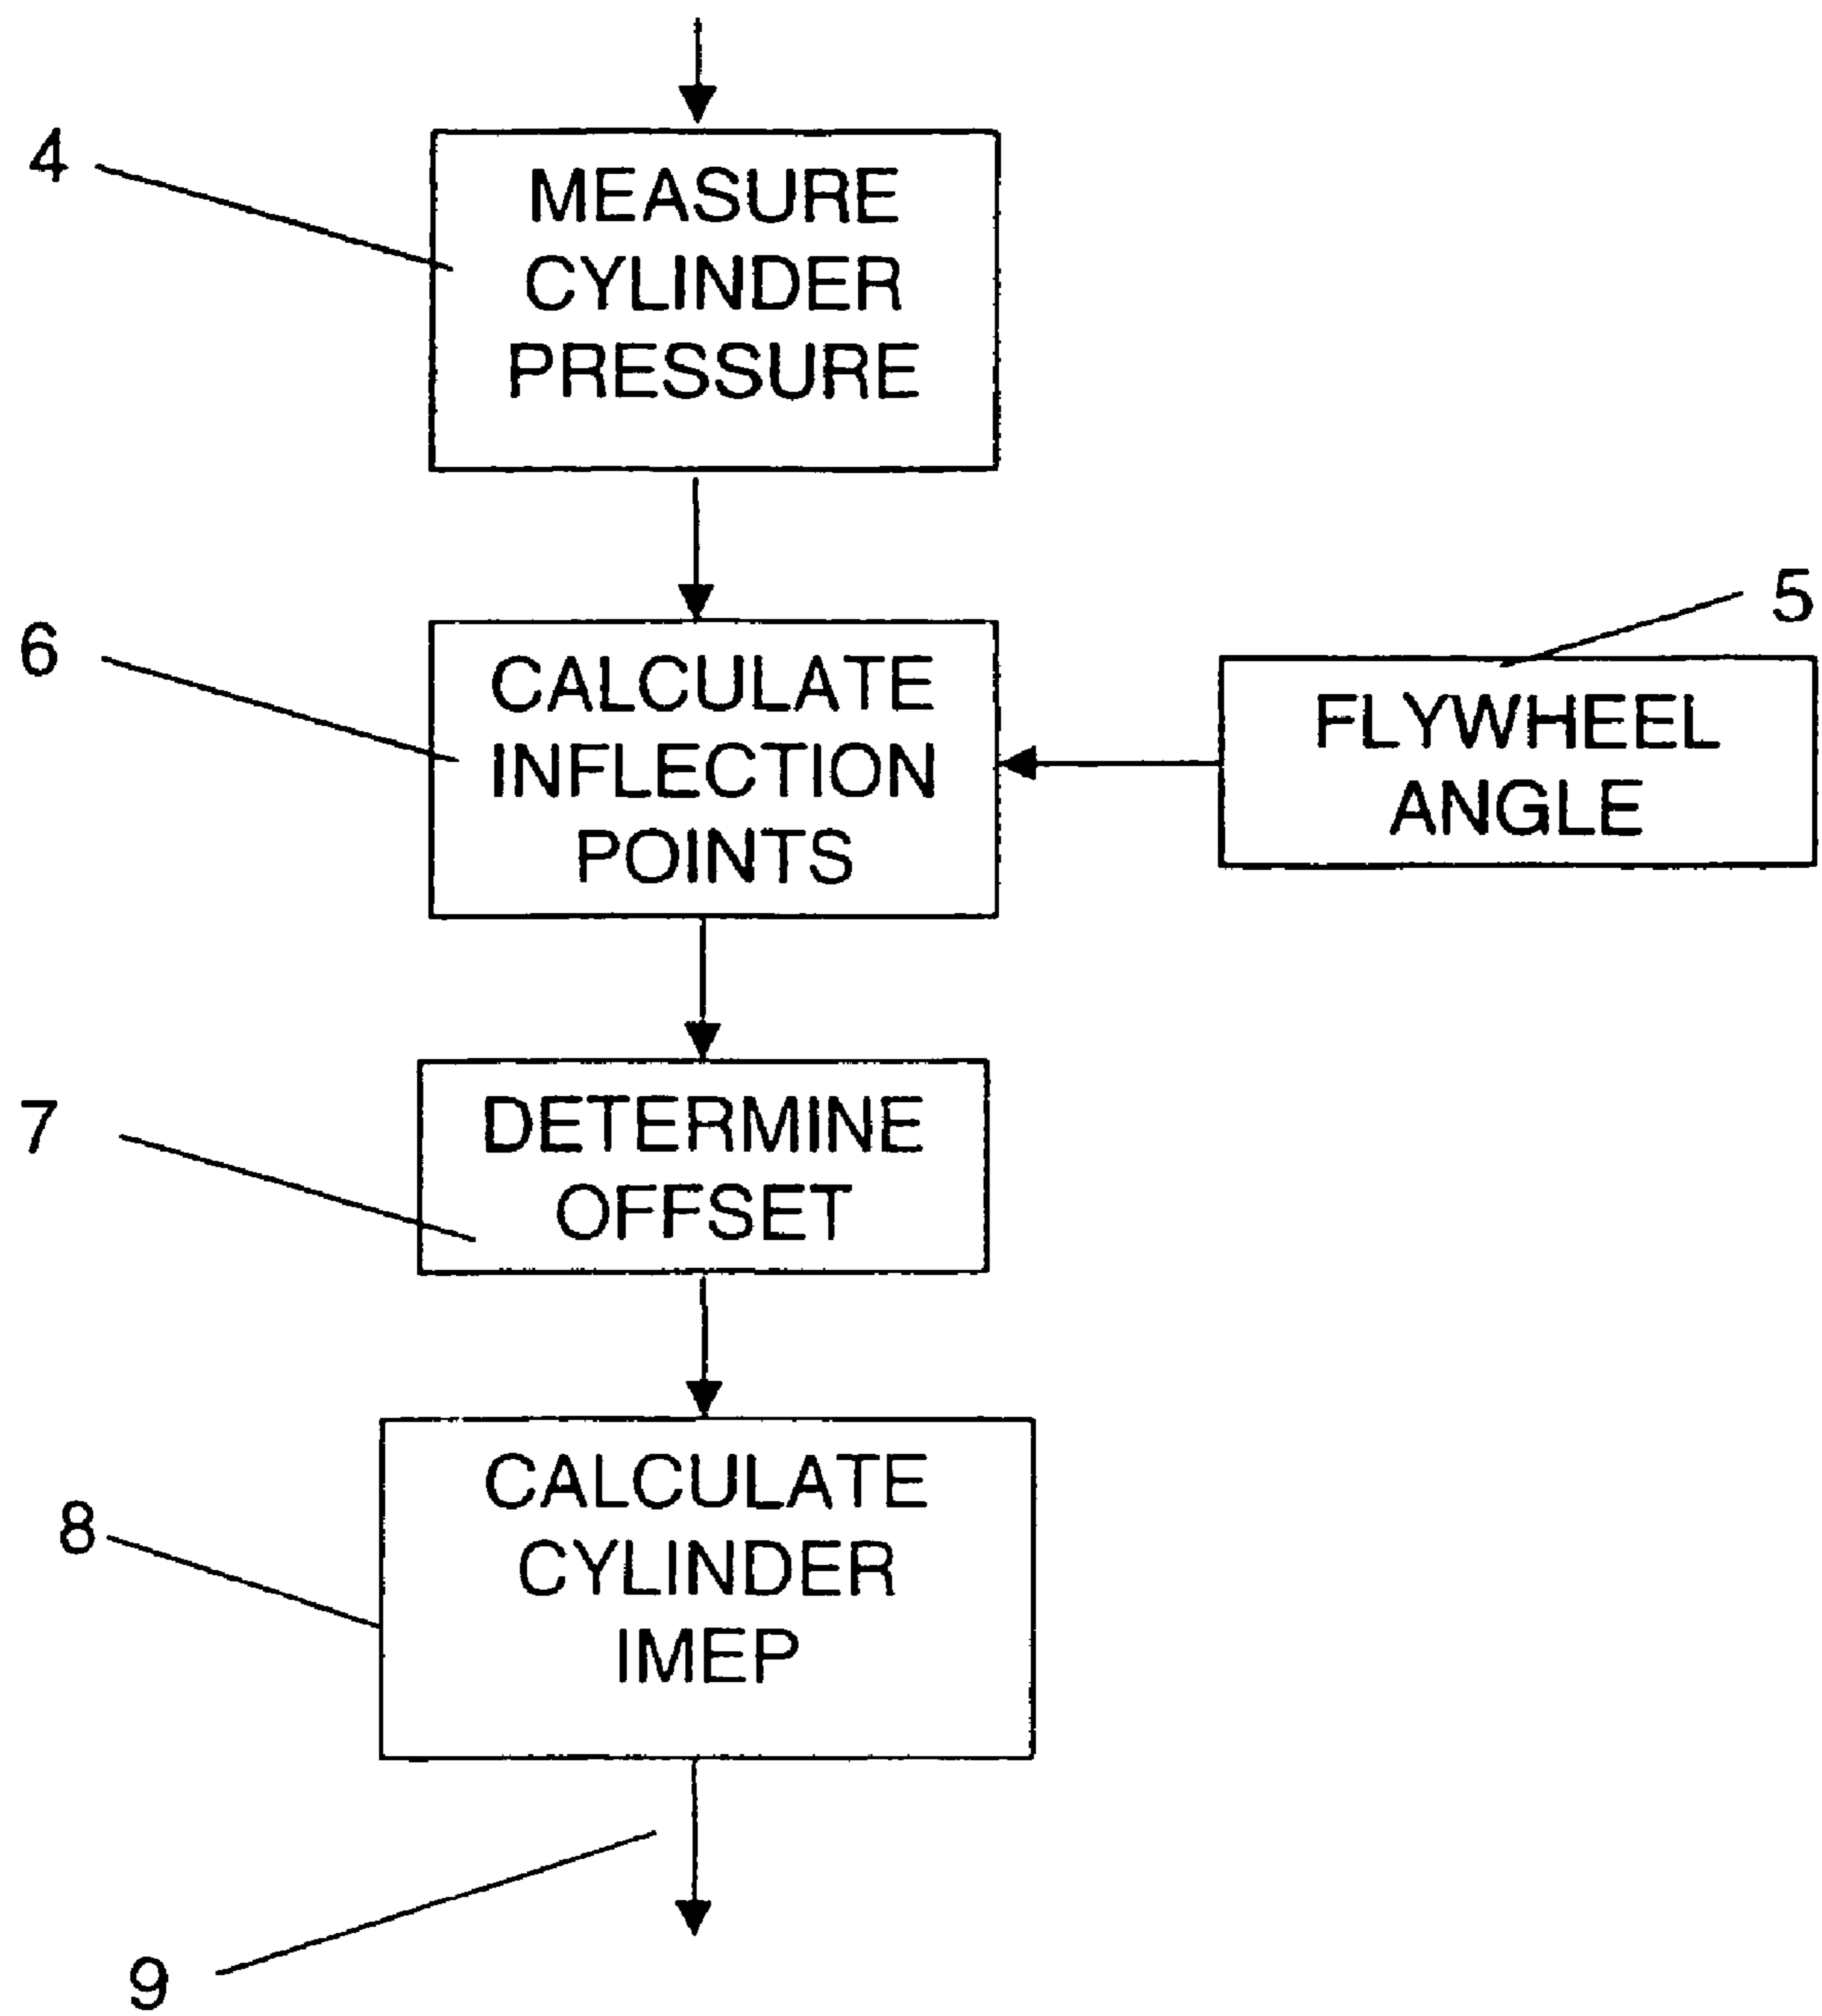 4
MEASURE
CYLINDER
PRESSURE
6
CALCULATE
INFLECTION
POINTS
5
FLYWHEEL
ANGLE
7
DETERMINE
OFFSET
8
CALCULATE
CYLINDER
IMEP
9